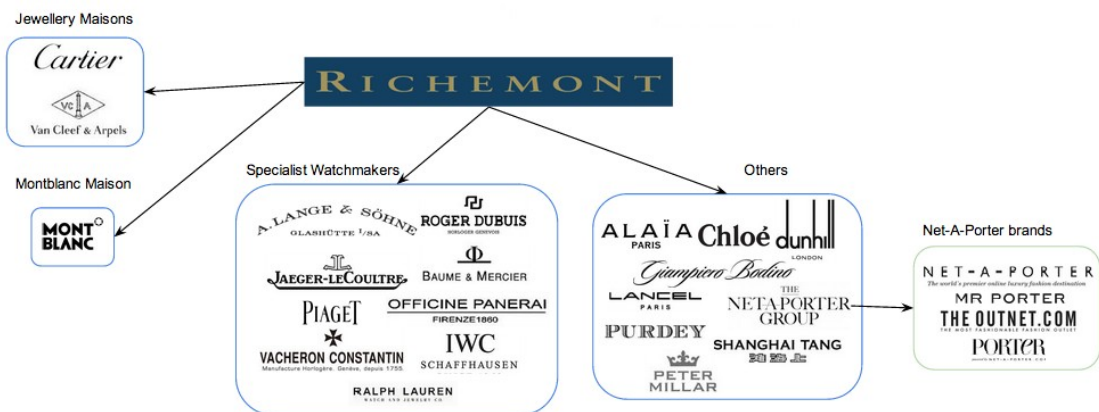 Jewellery Maisons
Cartier
VC A
Van Cleef & Arpels
RICHEMONT
Montblanc Maison
MONT
BLANC
Specialist Watchmakers
A. LANGE & SÖHNE
GLASHÜTTE I/SA
ROGER DUBUIS
HORLOGER GENEVOIS
JAEGER-LECOULTRE
BAUME & MERCIER
PIAGET
OFFICINE PANERAI
FIRENZE 1860
VACHERON CONSTANTIN
Manufacture Horlogère. Genève, depuis 1755
IWC
SCHAFFHAUSEN
RALPH LAUREN
WATCH AND JEWELRY CO.
Others
ALAÏA
PARIS
Chloé
dunhill
LONDON
Giampiero Bodino
LANCEL
PARIS
THE
NET-A-PORTER
GROUP
PURDEY
SHANGHAI TANG
PETER
MILLAR
Net-A-Porter brands
NET-A-PORTER
The world's premier online luxury fashion destination
MR PORTER
THE OUTNET.COM
THE MOST FASHIONABLE FASHION OUTLET
PORTER